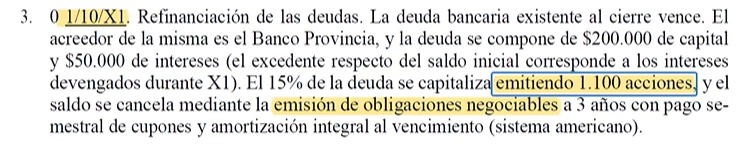 3. 0 1/10/X1. Refinanciación de las deudas. La deuda bancaria existente al cierre vence. El
acreedor de la misma es el Banco Provincia, y la deuda se compone de $200.000 de capital
y $50.000 de intereses (el excedente respecto del saldo inicial corresponde a los intereses
devengados durante X1). El 15% de la deuda se capitaliza emitiendo 1.100 acciones, y el
saldo se cancela mediante la emisión de obligaciones negociables a 3 años con pago se-
mestral de cupones y amortización integral al vencimiento (sistema americano).